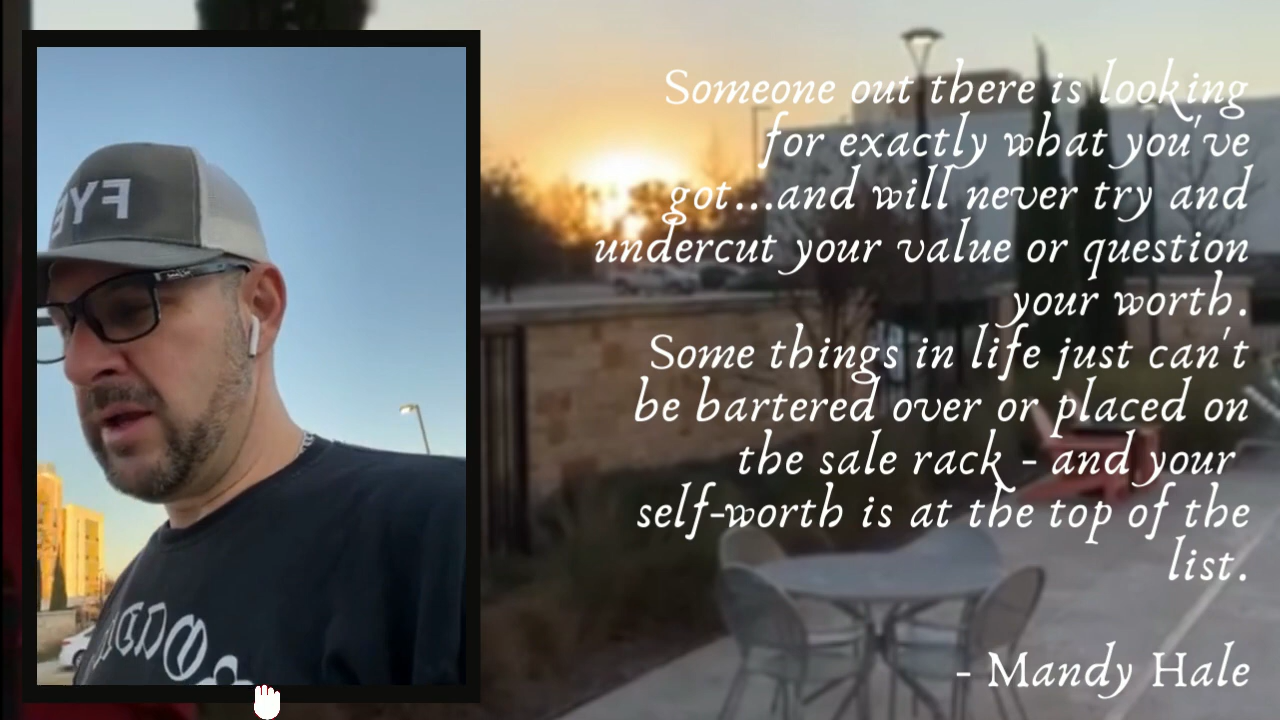 FYE
Someone out there is looking
for exactly what you've
got...and will never try and
undercut your value or question
your worth.
Some things in life just can't
be bartered over or placed on
the sale rack - and your
self-worth is at the top of the
list.
- Mandy Hale